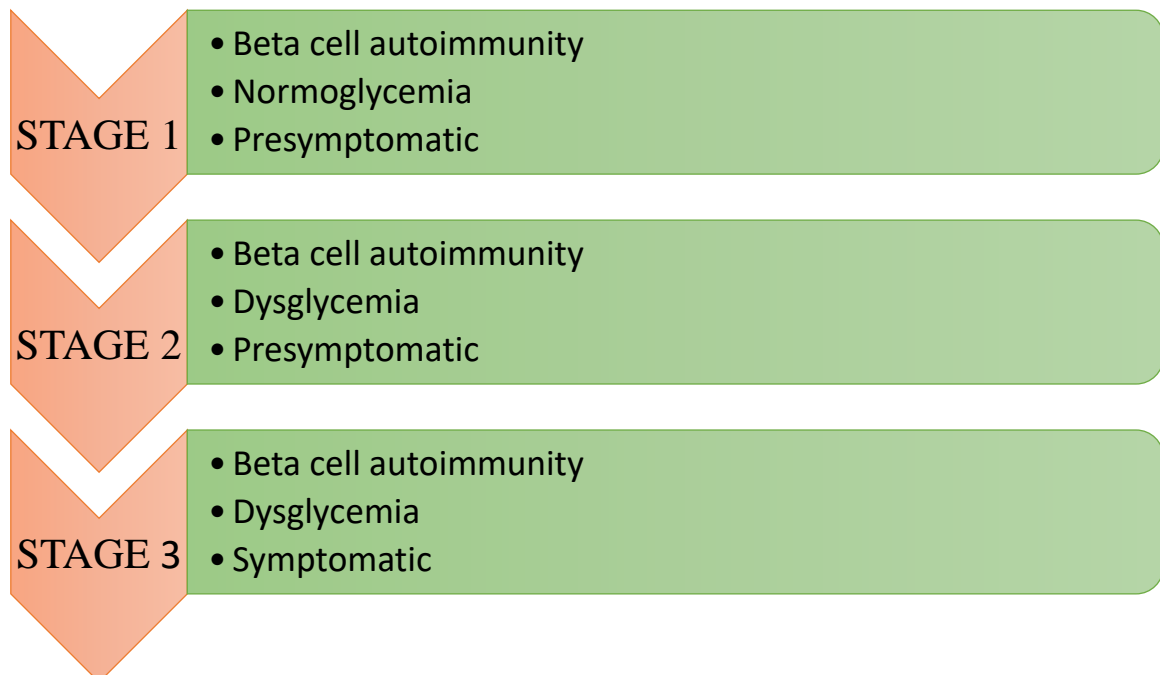 STAGE 1
• Beta cell autoimmunity
• Normoglycemia
• Presymptomatic
STAGE 2
• Beta cell autoimmunity
• Dysglycemia
• Presymptomatic
STAGE 3
• Beta cell autoimmunity
• Dysglycemia
• Symptomatic